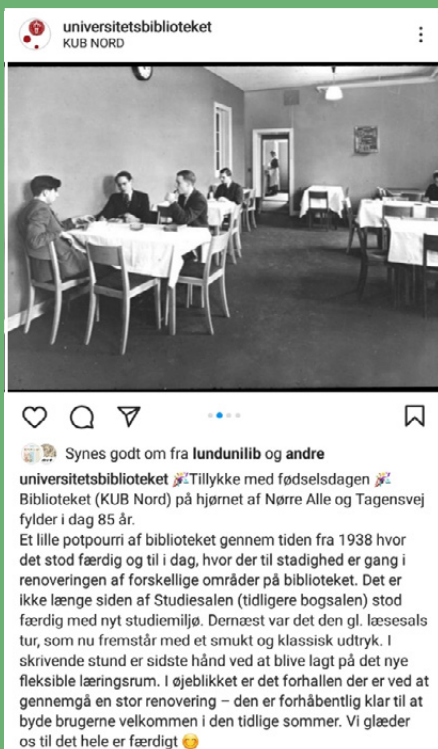 universitetsbiblioteket
KUB NORD
Synes godt om fra lundunilib og andre
universitetsbiblioteket 🎉Tillykke med fødselsdagen 🎉
Biblioteket (KUB Nord) på hjørnet af Nørre Alle og Tagensvej
fylder i dag 85 år.
Et lille potpourri af biblioteket gennem tiden fra 1938 hvor
det stod færdig og til i dag, hvor der til stadighed er gang i
renoveringen af forskellige områder på biblioteket. Det er
ikke længe siden af Studiesalen (tidligere bogsalen) stod
færdig med nyt studiemiljø. Dernæst var det den gl. læsesals
tur, som nu fremstår med et smukt og klassisk udtryk. I
skrivende stund er sidste hånd ved at blive lagt på det nye
fleksible læringsrum. I øjeblikket er det forhallen der er ved at
gennemgå en stor renovering – den er forhåbentlig klar til at
byde brugerne velkommen i den tidlige sommer. Vi glæder
os til det hele er færdigt 😊